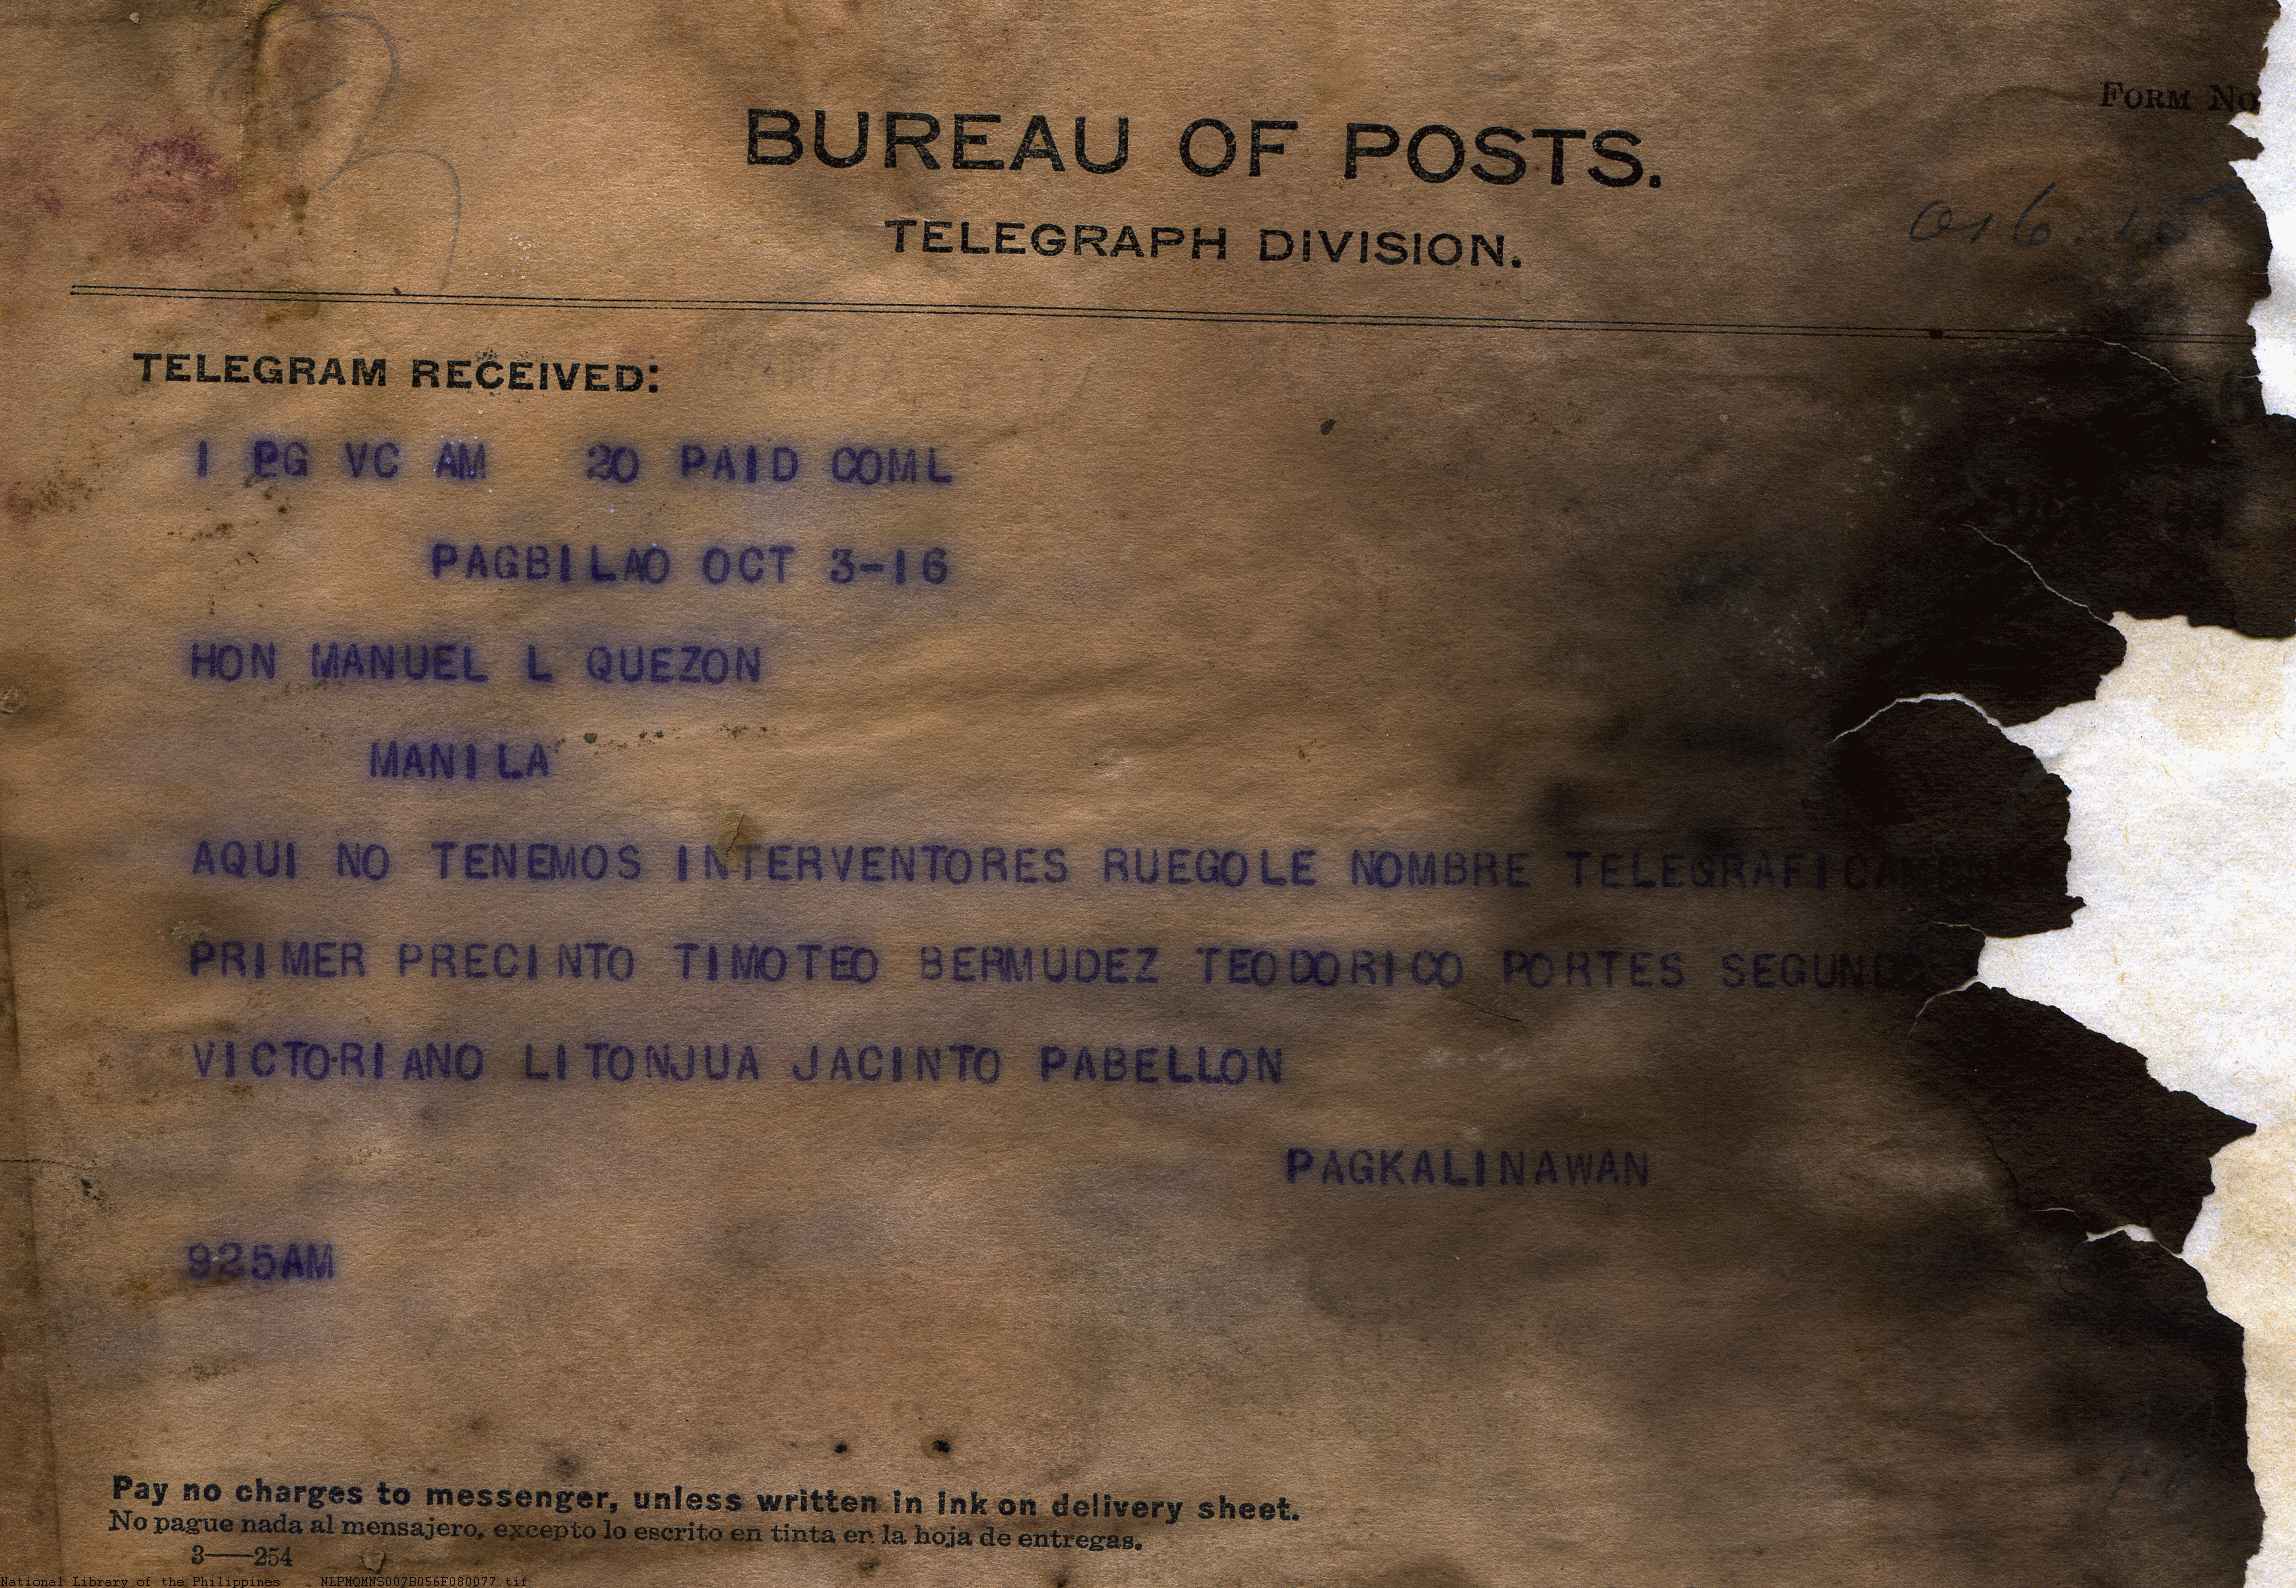 FORM No
BUREAU OF POSTS.
TELEGRAPH DIVISION.
TELEGRAM RECEIVED:
1 PG VC AM 20 PAID COML
PAGBILAO OCT 3-16
HON MANUEL L QUEZON
MANILA
AQUI NO TENEMOS INTERVENTORES RUEGOLE NOMBRE
PRIMER PRECINTO TIMOTEO BERMUDEZ TEODORICO PORTES SEGUNDO
VICTORIANO LITONJUA JACINTO PABELLON
PAGKALINAWAN
925AM
Pay no charges to messenger, unless written in ink on delivery sheet.
No pague nada al mensajero, excepto lo escrito en tinta en la hoja de entregas.
3—254
National Library of the Philippines NLPMQMNS007B056F080077.tif